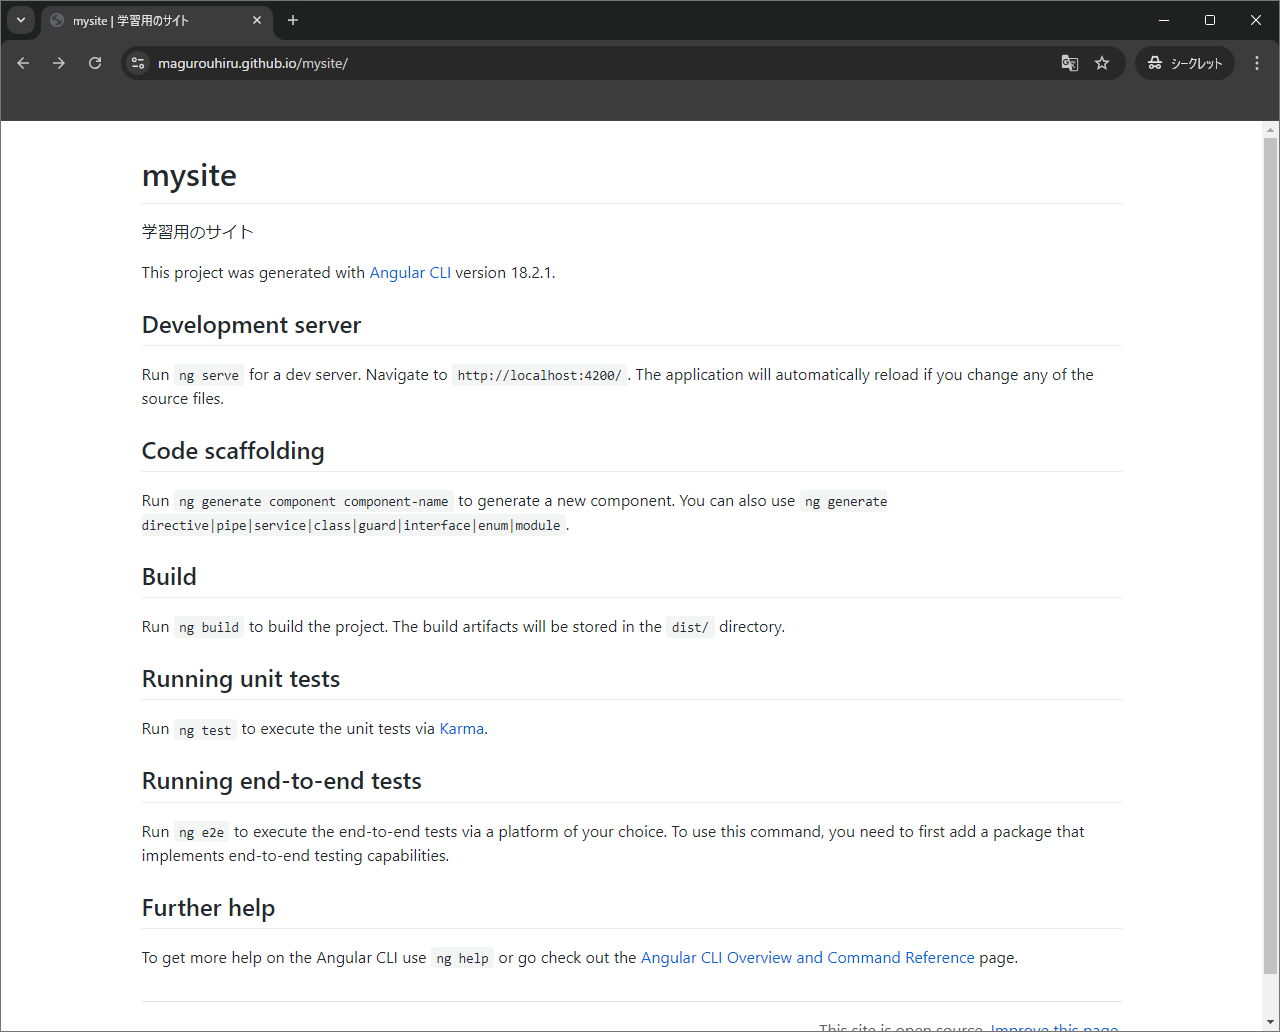 mysite | 学習用のサイト
magurouhiru.github.io/mysite/
シークレット
mysite
学習用のサイト
This project was generated with Angular CLI version 18.2.1.
Development server
Run ng serve for a dev server. Navigate to http://localhost:4200/ . The application will automatically reload if you change any of the
source files.
Code scaffolding
Run ng generate component component-name to generate a new component. You can also use ng generate
directive|pipe|service|class|guard|interface|enum|module .
Build
Run ng build to build the project. The build artifacts will be stored in the dist/ directory.
Running unit tests
Run ng test to execute the unit tests via Karma.
Running end-to-end tests
Run ng e2e to execute the end-to-end tests via a platform of your choice. To use this command, you need to first add a package that
implements end-to-end testing capabilities.
Further help
To get more help on the Angular CLI use ng help or go check out the Angular CLI Overview and Command Reference page.
This site is open source. Improve this page